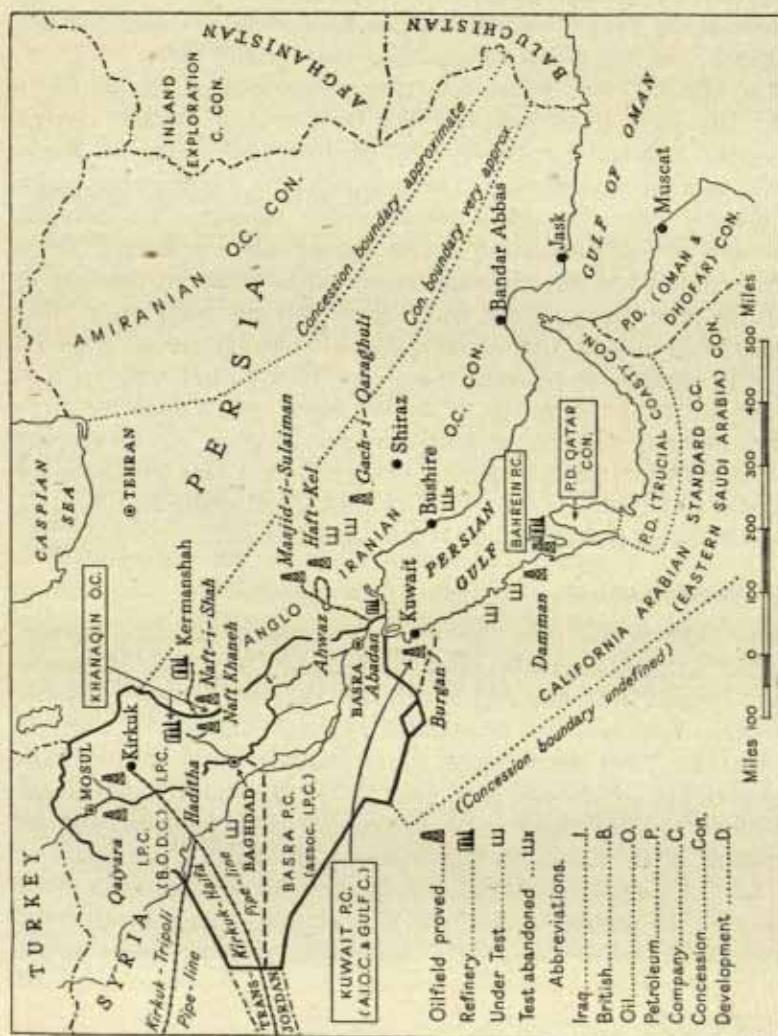 TURKEY
CASPIAN
SEA
INLAND
EXPLORATION
C. CON.
AFGHANISTAN
BALUCHISTAN
SYRIA
MOSUL
Qaiyara
Kirkuk
I.P.C.
(B.O.D.C.)
I.P.C.
Haditha
Kirkuk-Tripoli
Pipe-line
Kirkuk-Haifa
Pipe-line
TRANS-
JORDAN
BAGHDAD
KHANAQIN O.C.
Kermanshah
Naft-i-Shah
Naft Khaneh
TEHRAN
AMIRANIAN O.C. CON.
PERSIA
Concession boundary approximate
Con. boundary very approx.
ANGLO IRANIAN O.C. CON.
Masjid-i-Sulaiman
Haft-Kel
Gach-i-Qaraghuli
Ahwaz
BASRA
Abadan
BASRA P.C.
(assoc. I.P.C.)
KUWAIT P.C.
(A.I.O.C. & GULF C.)
Kuwait
Burgan
Shiraz
Bushire
PERSIAN
GULF
Bandar Abbas
Jask
GULF OF OMAN
Muscat
BAHREIN P.C.
P.D. QATAR
CON.
Damman
P.D. (TRUCIAL COAST) CON.
P.D. (OMAN &
DHOFAR) CON.
CALIFORNIA ARABIAN STANDARD O.C.
(EASTERN SAUDI ARABIA) CON.
(Concession boundary undefined)
Oilfield proved
Refinery
Under Test
Test abandoned x
Abbreviations.
Iraq I.
British B.
Oil O.
Petroleum P.
Company C.
Concession Con.
Development D.
Miles 100 0 100 200 300 400 500 Miles